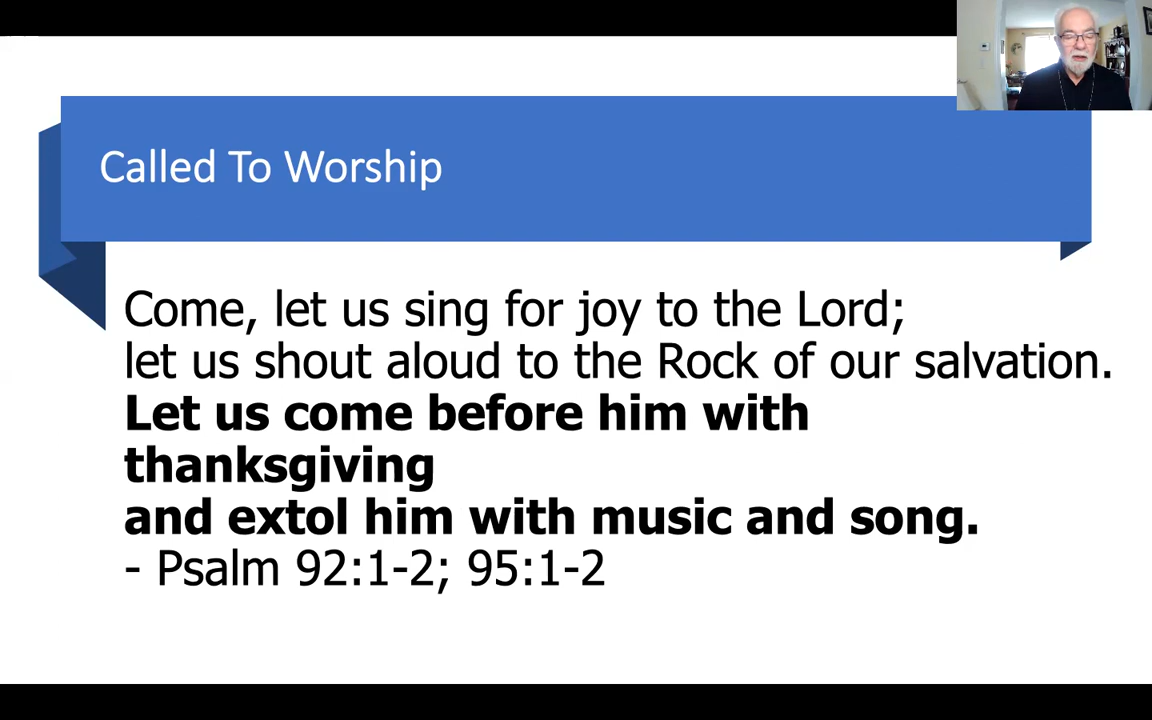 Called To Worship
Come, let us sing for joy to the Lord;
let us shout aloud to the Rock of our salvation.
Let us come before him with
thanksgiving
and extol him with music and song.
- Psalm 92:1-2; 95:1-2